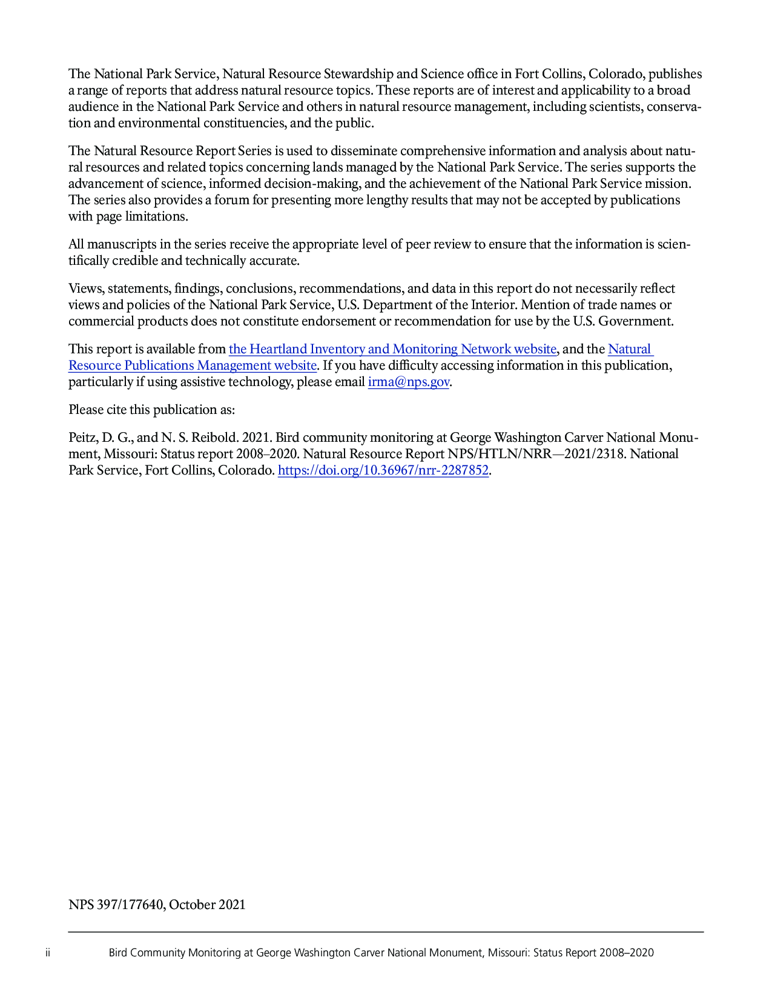 The National Park Service, Natural Resource Stewardship and Science office in Fort Collins, Colorado, publishes
a range of reports that address natural resource topics. These reports are of interest and applicability to a broad
audience in the National Park Service and others in natural resource management, including scientists, conserva-
tion and environmental constituencies, and the public.
The Natural Resource Report Series is used to disseminate comprehensive information and analysis about natu-
ral resources and related topics concerning lands managed by the National Park Service. The series supports the
advancement of science, informed decision-making, and the achievement of the National Park Service mission.
The series also provides a forum for presenting more lengthy results that may not be accepted by publications
with page limitations.
All manuscripts in the series receive the appropriate level of peer review to ensure that the information is scien-
tifically credible and technically accurate.
Views, statements, findings, conclusions, recommendations, and data in this report do not necessarily reflect
views and policies of the National Park Service, U.S. Department of the Interior. Mention of trade names or
commercial products does not constitute endorsement or recommendation for use by the U.S. Government.
This report is available from the Heartland Inventory and Monitoring Network website, and the Natural
Resource Publications Management website. If you have difficulty accessing information in this publication,
particularly if using assistive technology, please email irma@nps.gov.
Please cite this publication as:
Peitz, D. G., and N. S. Reibold. 2021. Bird community monitoring at George Washington Carver National Monu-
ment, Missouri: Status report 2008–2020. Natural Resource Report NPS/HTLN/NRR—2021/2318. National
Park Service, Fort Collins, Colorado. https://doi.org/10.36967/nrr-2287852.
NPS 397/177640, October 2021
ii Bird Community Monitoring at George Washington Carver National Monument, Missouri: Status Report 2008–2020